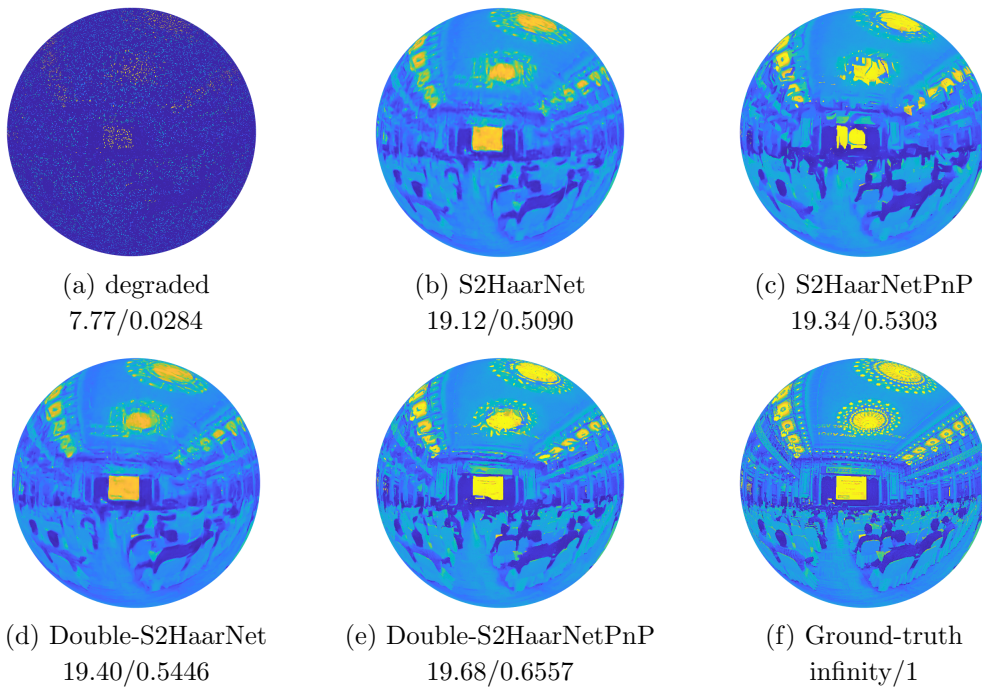 (a) degraded
7.77/0.0284
(b) S2HaarNet
19.12/0.5090
(c) S2HaarNetPnP
19.34/0.5303
(d) Double-S2HaarNet
19.40/0.5446
(e) Double-S2HaarNetPnP
19.68/0.6557
(f) Ground-truth
infinity/1